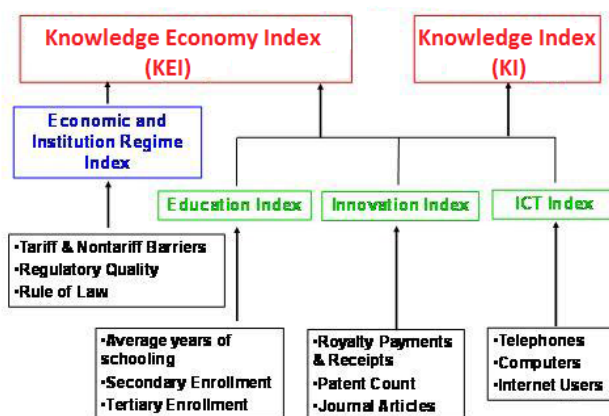 Knowledge Economy Index
(KEI)
Knowledge Index
(KI)
Economic and
Institution Regime
Index
Education Index
Innovation Index
ICT Index
•Tariff & Nontariff Barriers
•Regulatory Quality
•Rule of Law
•Average years of
schooling
•Secondary Enrollment
•Tertiary Enrollment
•Royalty Payments
& Receipts
•Patent Count
•Journal Articles
•Telephones
•Computers
•Internet Users